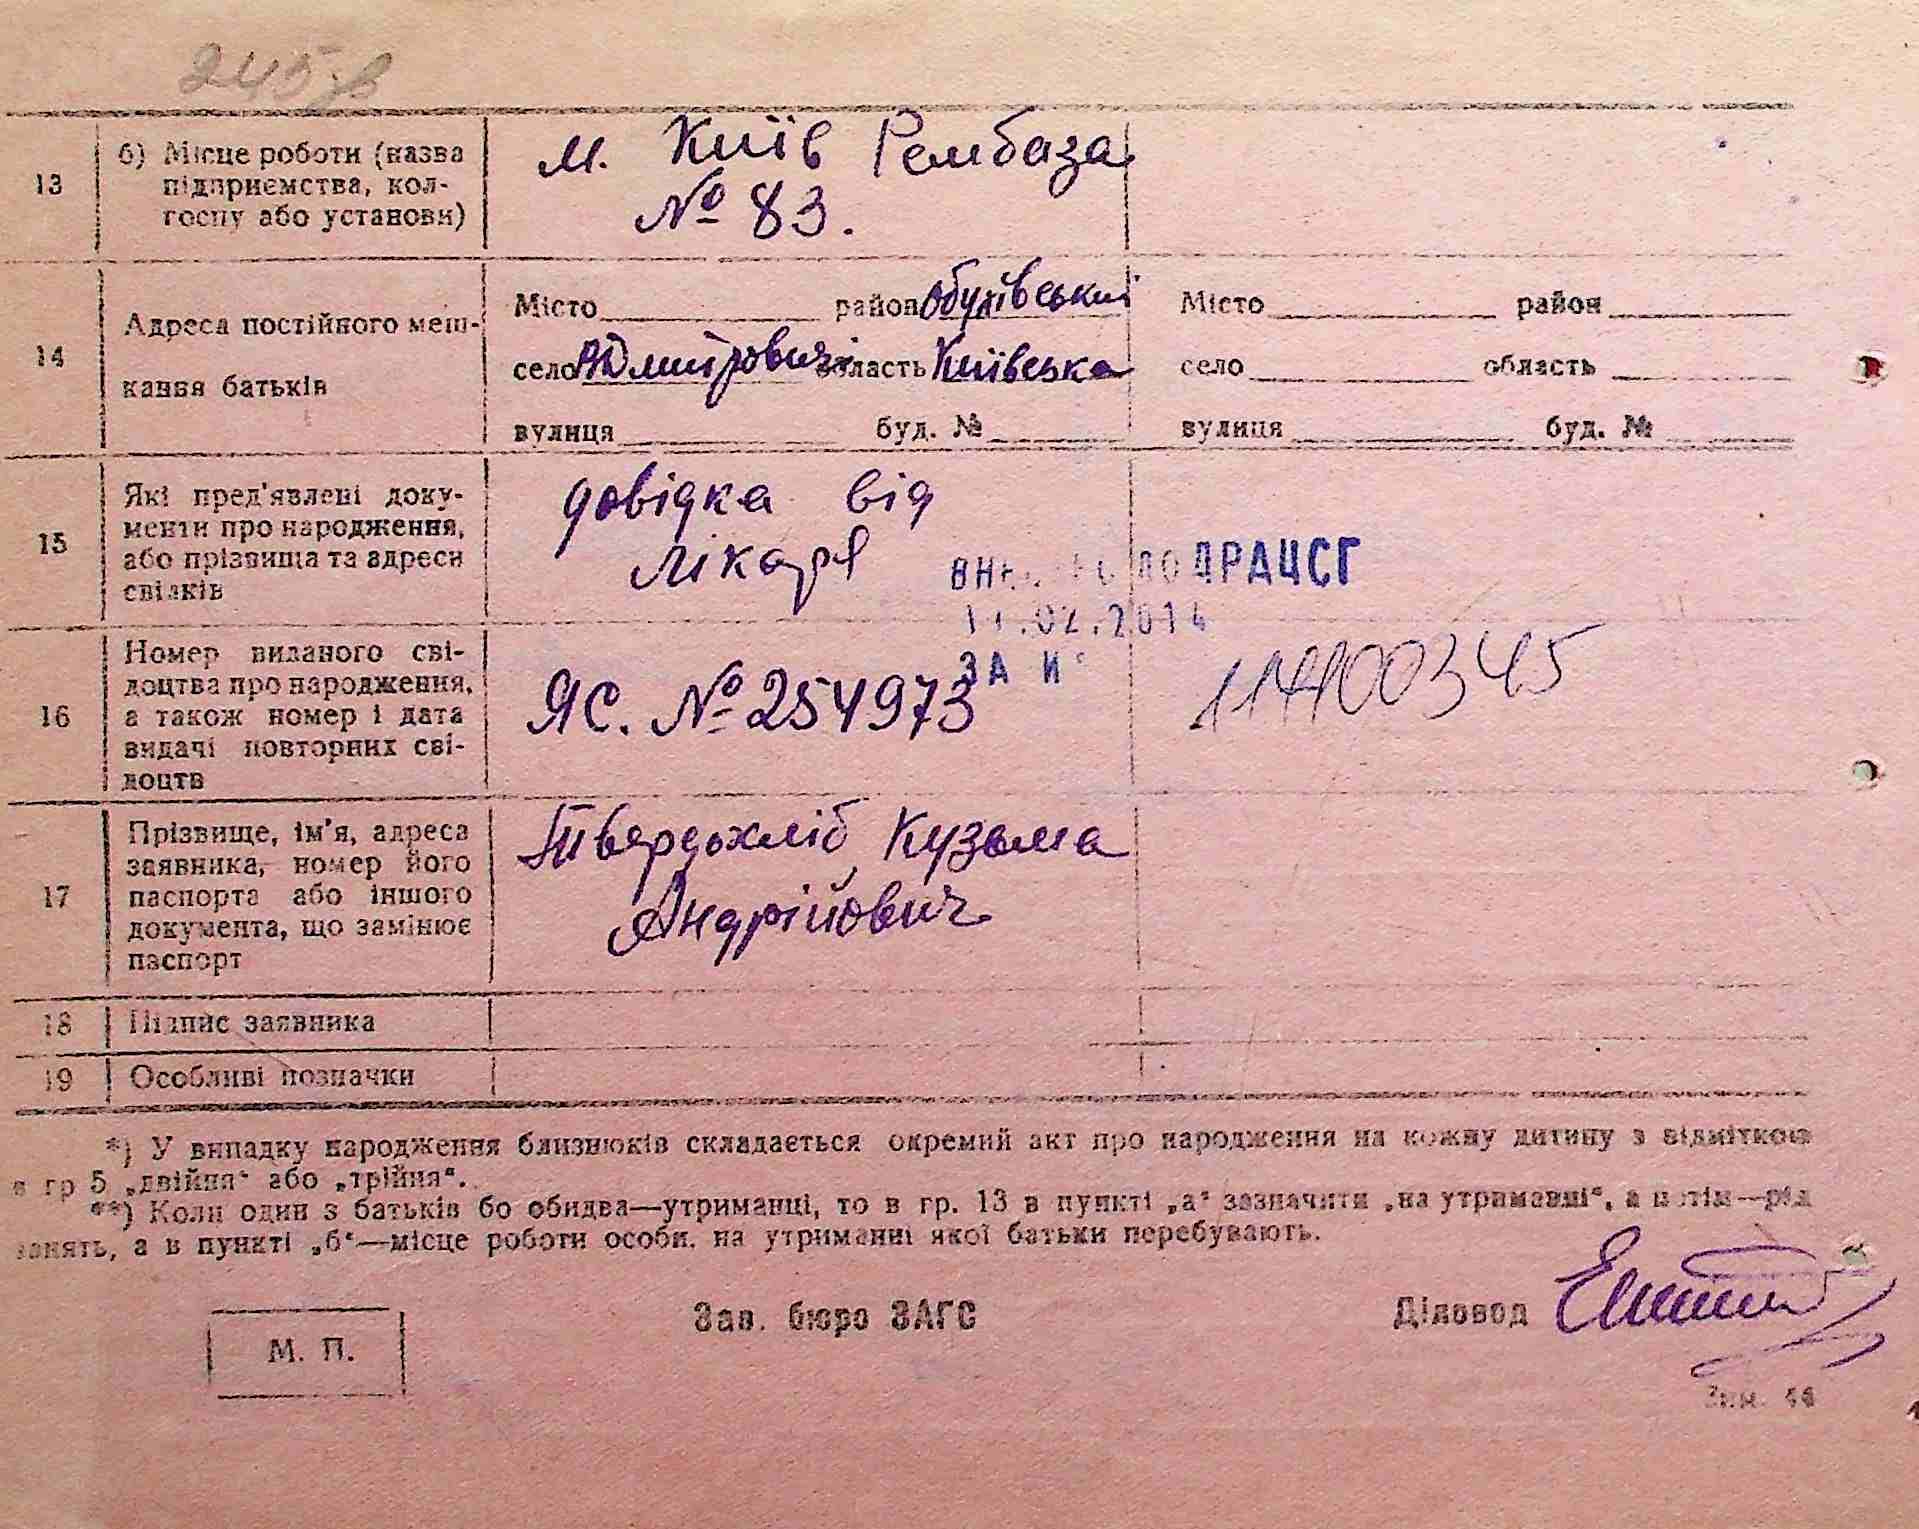 245 зв
13
б) Місце роботи (назва
підприємства, кол-
госпу або установи)
м. Київ Рембаза
№ 83.
14
Адреса постійного меш-
кання батьків
Місто район Обухівський
село Дмитровичі область Київська
вулиця буд. №
Місто район
село область
вулиця буд. №
15
Які пред'явлені доку-
менти про народження,
або прізвища та адреси
свідків
довідка від
лікаря
ДРАЦСГ
02.2014
16
Номер виданого сві-
доцтва про народження,
а також номер і дата
видачі повторних сві-
доцтв
ЯС. № 254973
ЗА
17
Прізвище, ім'я, адреса
заявника, номер його
паспорта або іншого
документа, що замінює
паспорт
Твердохліб Кузьма
Андрійович
18
Підпис заявника
19
Особливі позначки
*) У випадку народження близнюків складається окремий акт про народження на кожну дитину з відміткою
в гр 5 „двійня“ або „трійня“.
**) Коли один з батьків бо обидва—утриманці, то в гр. 13 в пункті „а“ зазначити „на утриманні“, а потім—рід
занять, а в пункті „б“—місце роботи особи, на утриманні якої батьки перебувають.
М. П.
Зав. бюро ЗАГС
Діловод